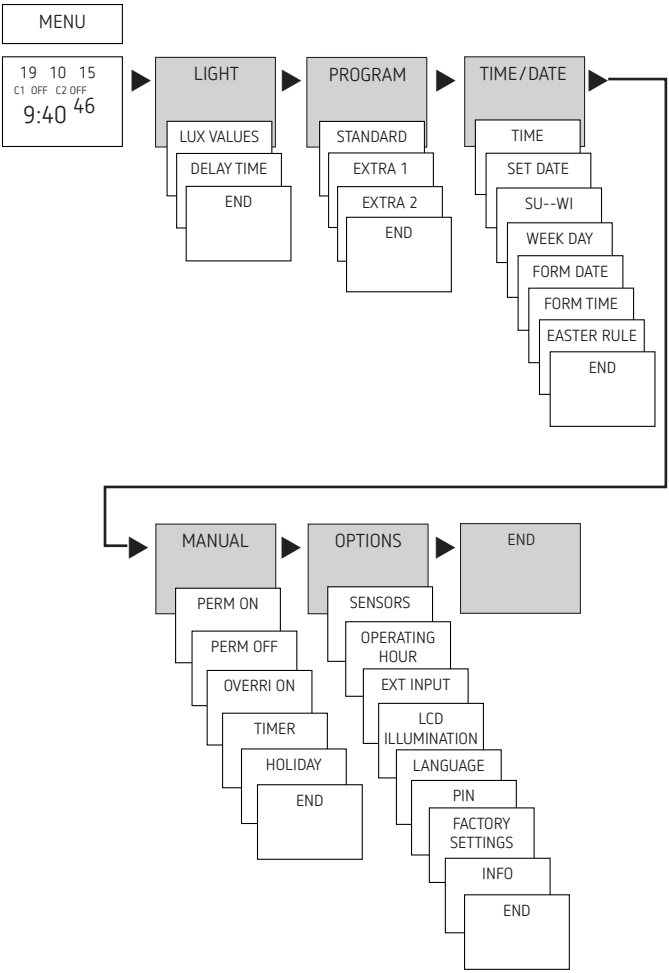 MENU
19 10 15
C1 OFF C2 OFF
9:40 46
LIGHT
LUX VALUES
DELAY TIME
END
PROGRAM
STANDARD
EXTRA 1
EXTRA 2
END
TIME/DATE
TIME
SET DATE
SU--WI
WEEK DAY
FORM DATE
FORM TIME
EASTER RULE
END
MANUAL
PERM ON
PERM OFF
OVERRI ON
TIMER
HOLIDAY
END
OPTIONS
SENSORS
OPERATING
HOUR
EXT INPUT
LCD
ILLUMINATION
LANGUAGE
PIN
FACTORY
SETTINGS
INFO
END
END